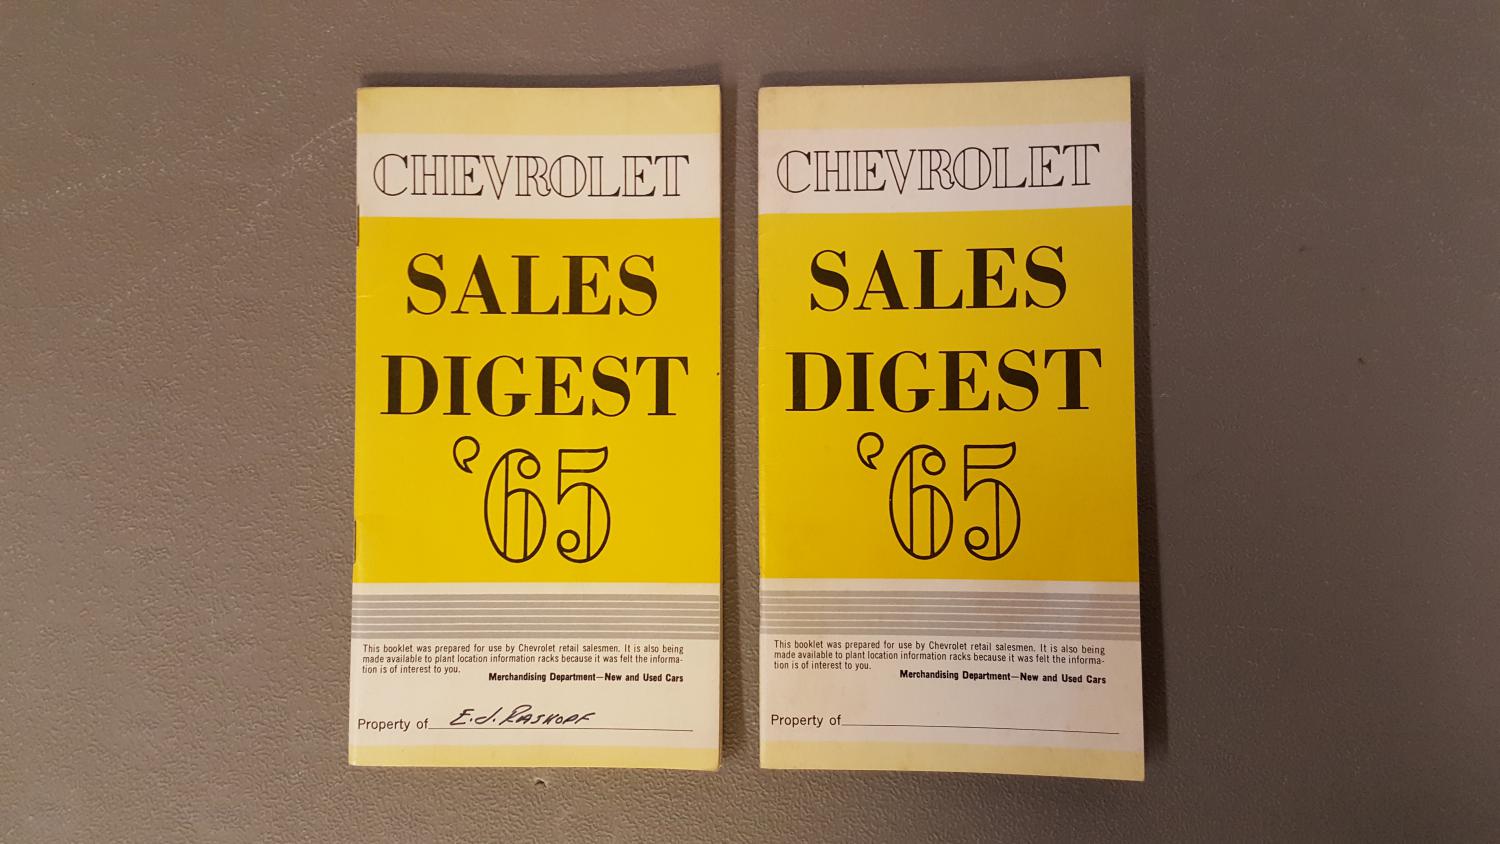 CHEVROLET
SALES
DIGEST
'65
This booklet was prepared for use by Chevrolet retail salesmen. It is also being
made available to plant location information racks because it was felt the informa-
tion is of interest to you.
Merchandising Department—New and Used Cars
Property of E.J. Raskopf
CHEVROLET
SALES
DIGEST
'65
This booklet was prepared for use by Chevrolet retail salesmen. It is also being
made available to plant location information racks because it was felt the informa-
tion is of interest to you.
Merchandising Department—New and Used Cars
Property of